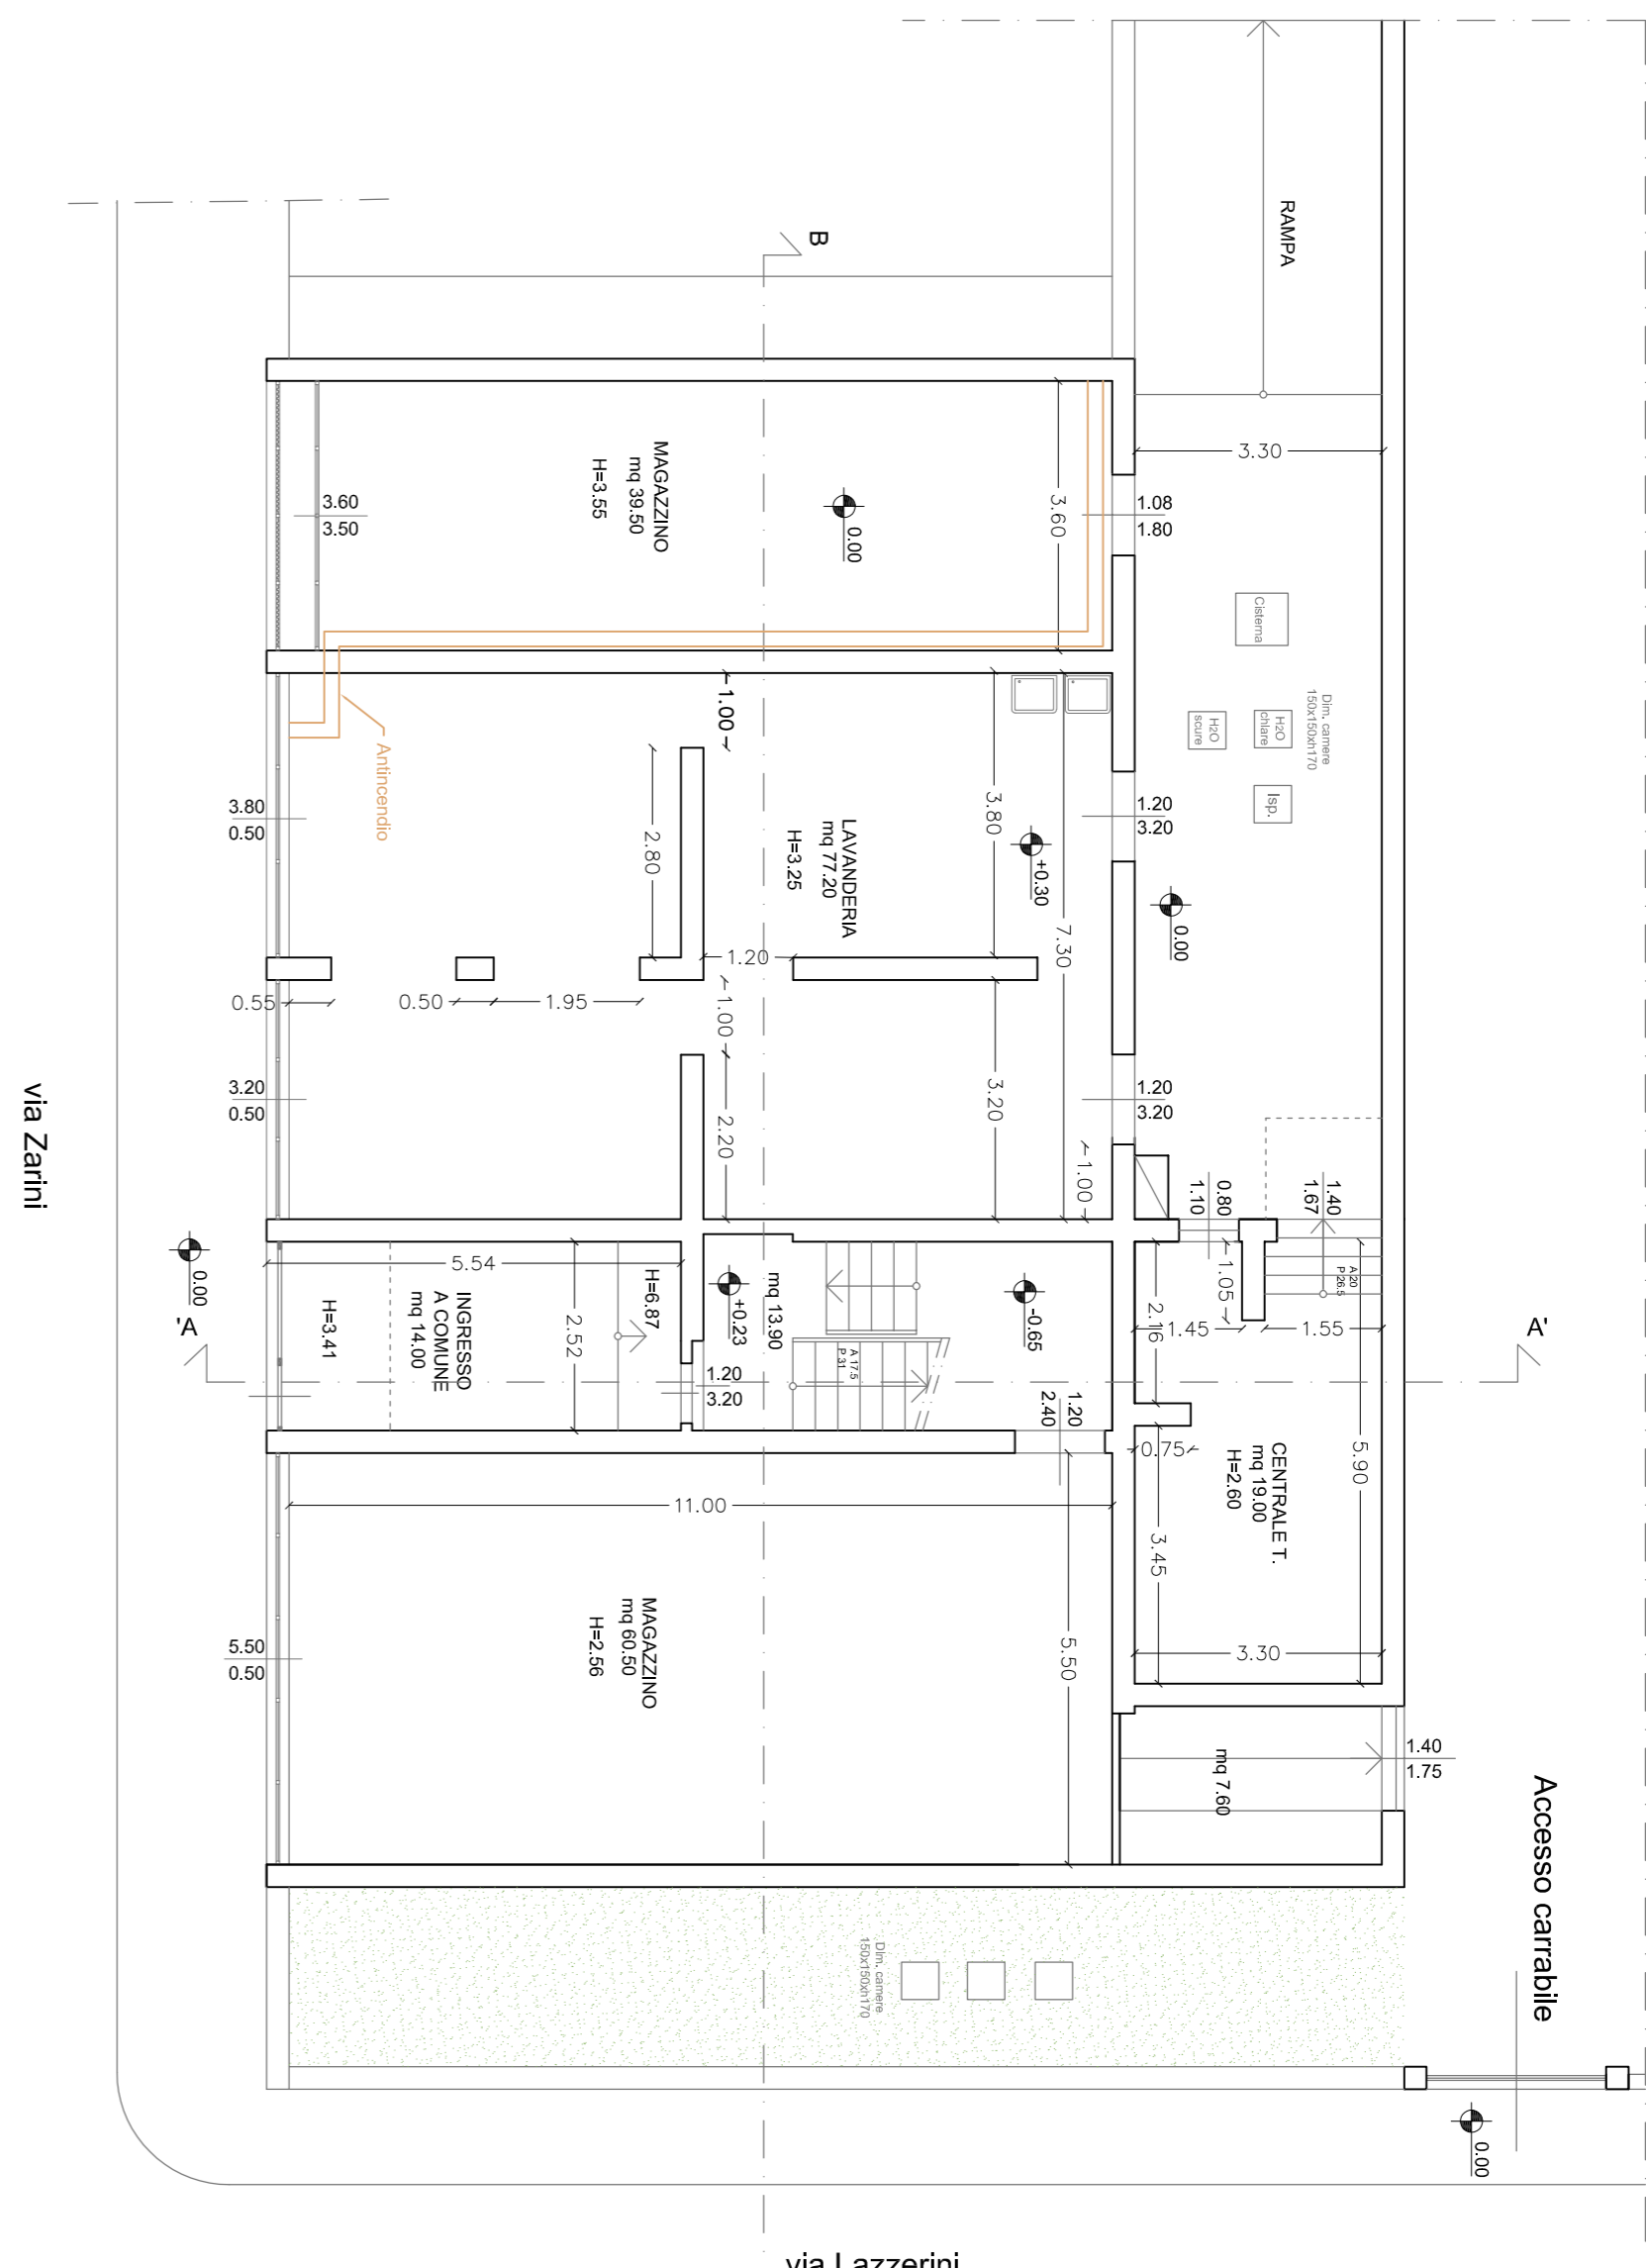 B
RAMPA
3.30
MAGAZZINO
mq 39.50
H=3.55
0.00
3.60
3.60
3.50
1.08
1.80
Cisterna
Dim. camere
150x150xh170
H2O
chiare
H2O
scure
Isp.
Antincendio
1.00
3.80
0.50
2.80
LAVANDERIA
mq 77.20
H=3.25
3.80
+0.30
7.30
1.20
3.20
0.00
1.20
0.55
0.50
1.95
1.00
3.20
0.50
2.20
3.20
1.20
3.20
1.00
0.80
1.10
1.40
1.67
via Zarini
0.00
'A
5.54
H=6.87
INGRESSO
A COMUNE
mq 14.00
H=3.41
2.52
+0.23
mq 13.90
1.20
3.20
A 17.5
P 31
-0.65
1.20
2.40
1.05
A 20
P 26.5
2.16
1.45
1.55
A'
0.75
CENTRALE T.
mq 19.00
H=2.60
5.90
3.45
3.30
11.00
5.50
MAGAZZINO
mq 60.50
H=2.56
5.50
0.50
mq 7.60
1.40
1.75
Accesso carrabile
Dim. camere
150x150xh170
0.00
via Lazzerini